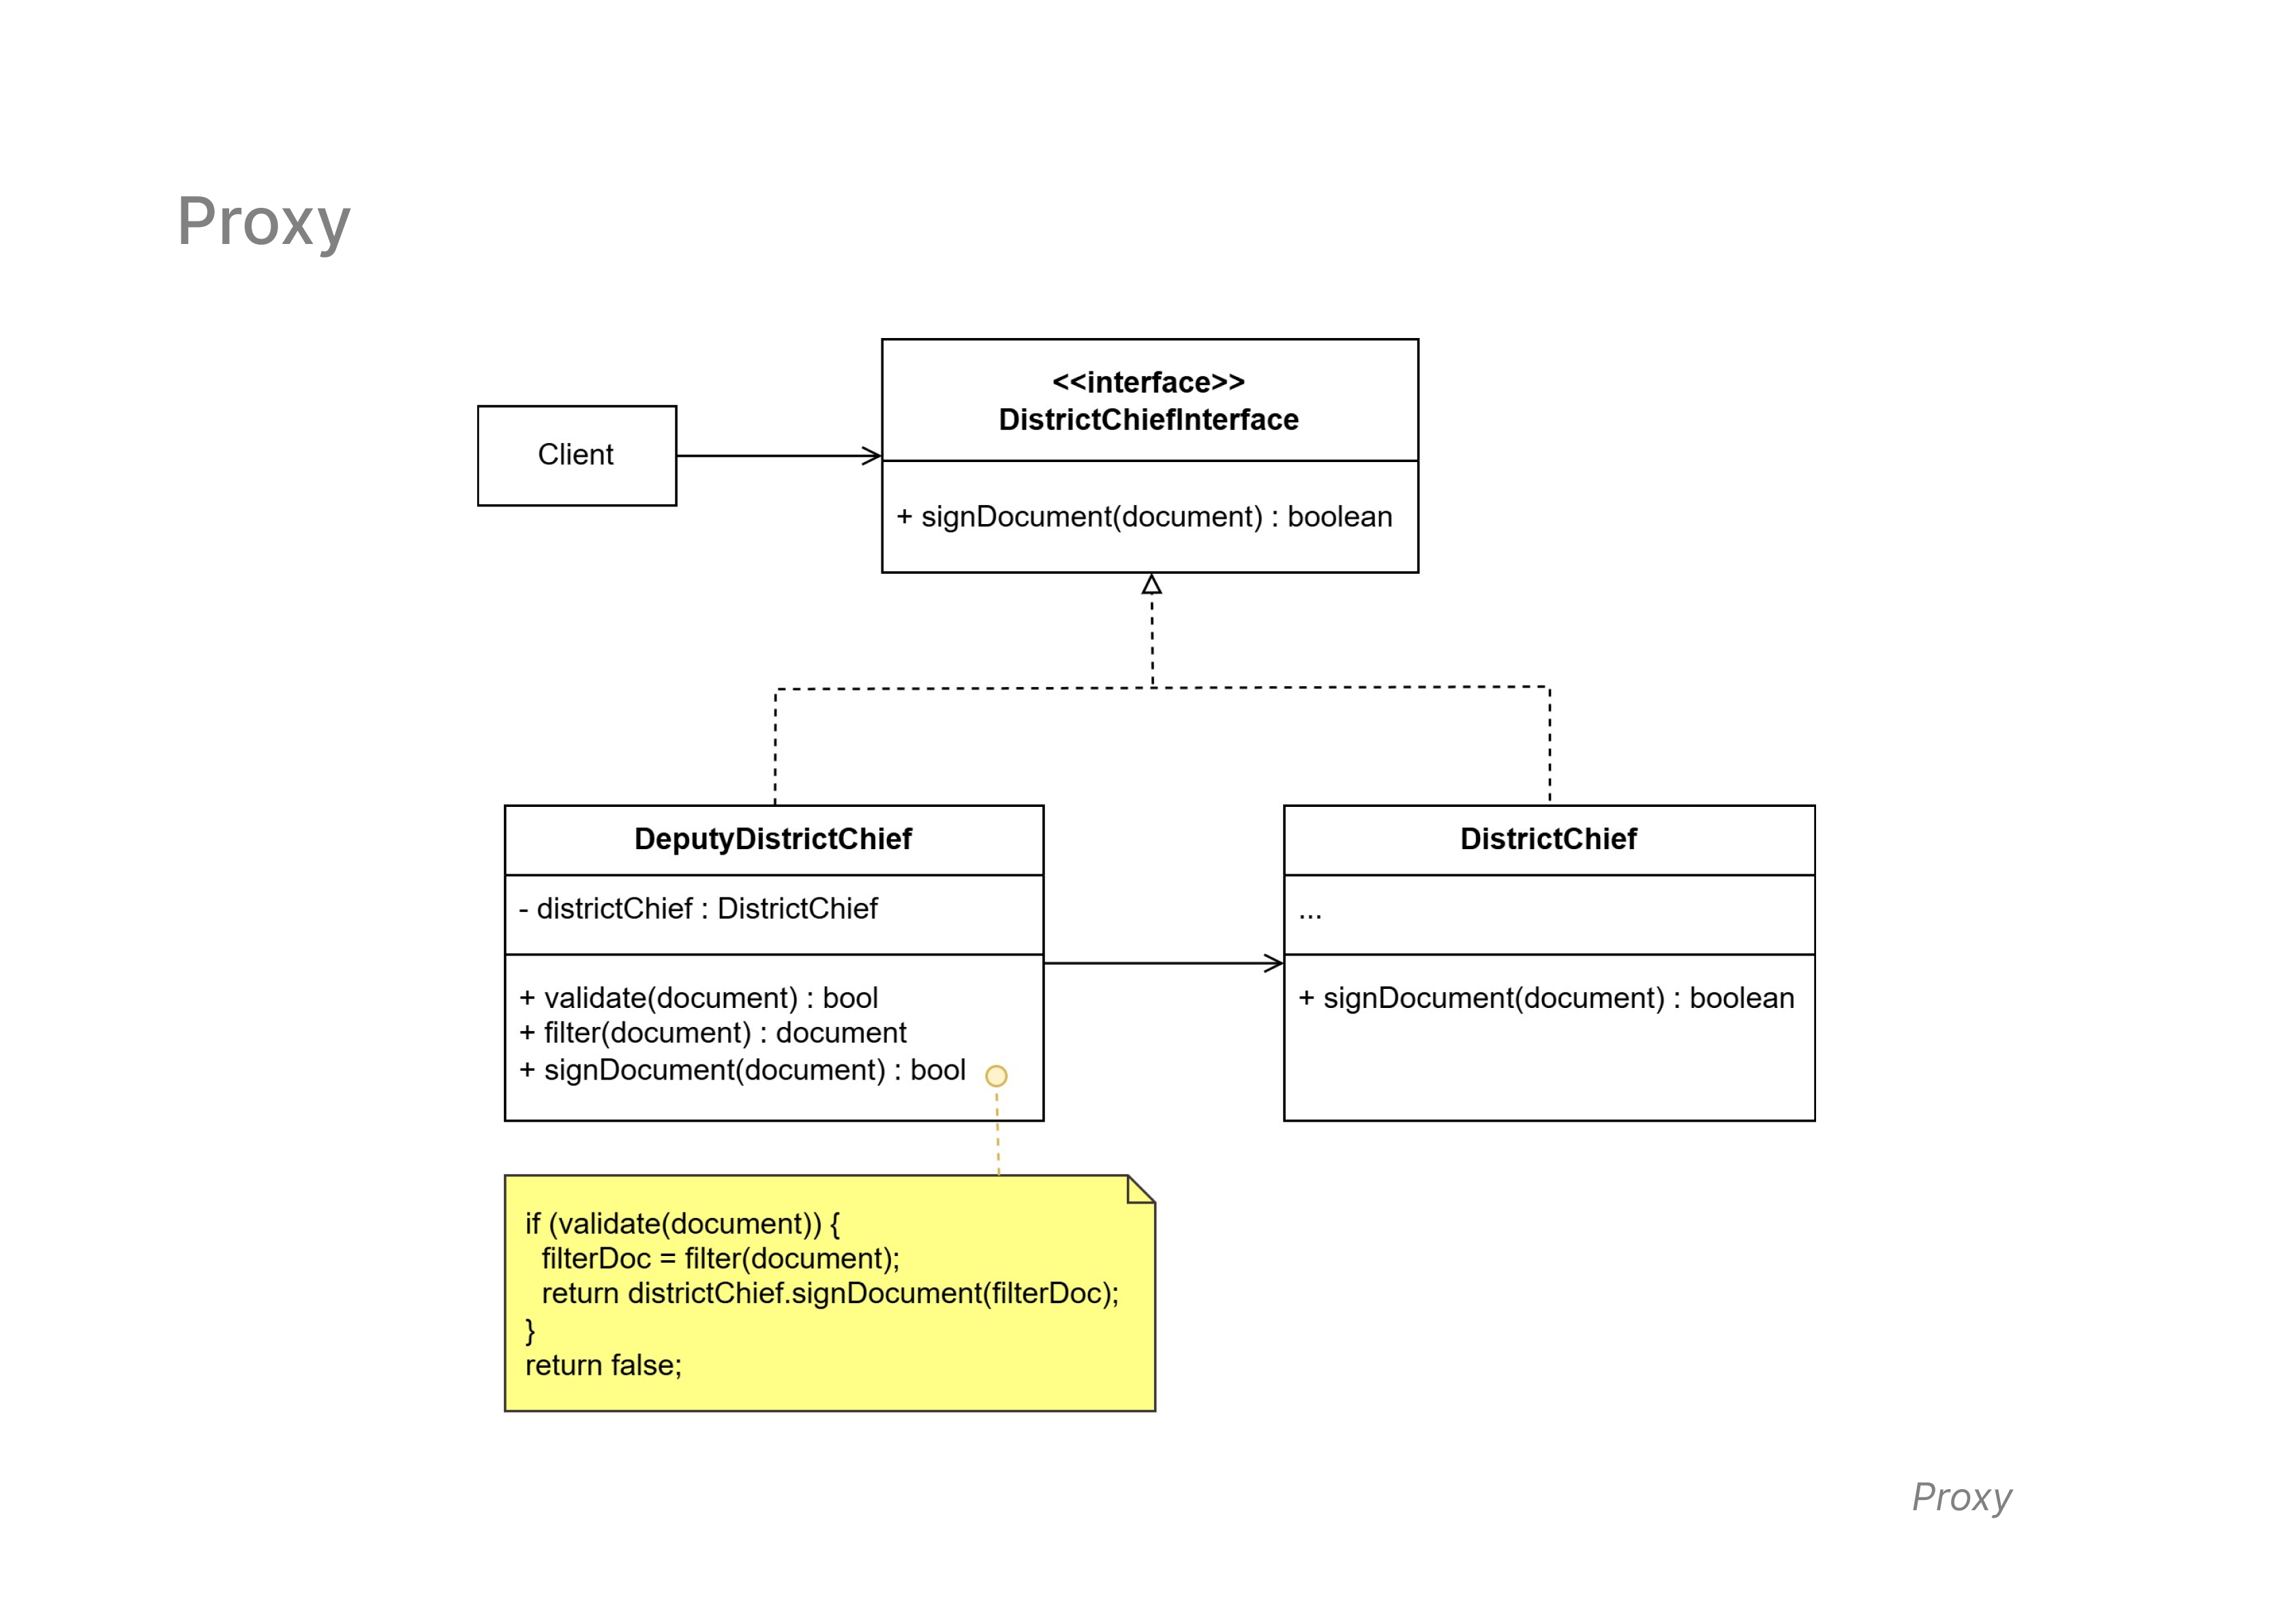 Proxy
<<interface>>
DistrictChiefInterface
Client
+ signDocument(document) : boolean
DeputyDistrictChief
- districtChief : DistrictChief
+ validate(document) : bool
+ filter(document) : document
+ signDocument(document) : bool
DistrictChief
...
+ signDocument(document) : boolean
if (validate(document)) {
filterDoc = filter(document);
return districtChief.signDocument(filterDoc);
}
return false;
Proxy